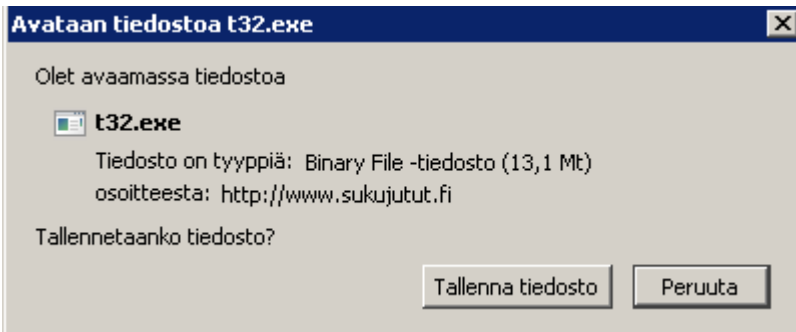 Avataan tiedostoa t32.exe
Olet avaamassa tiedostoa
t32.exe
Tiedosto on tyyppiä: Binary File -tiedosto (13,1 Mt)
osoitteesta: http://www.sukujutut.fi
Tallennetaanko tiedosto?
Tallenna tiedosto Peruuta